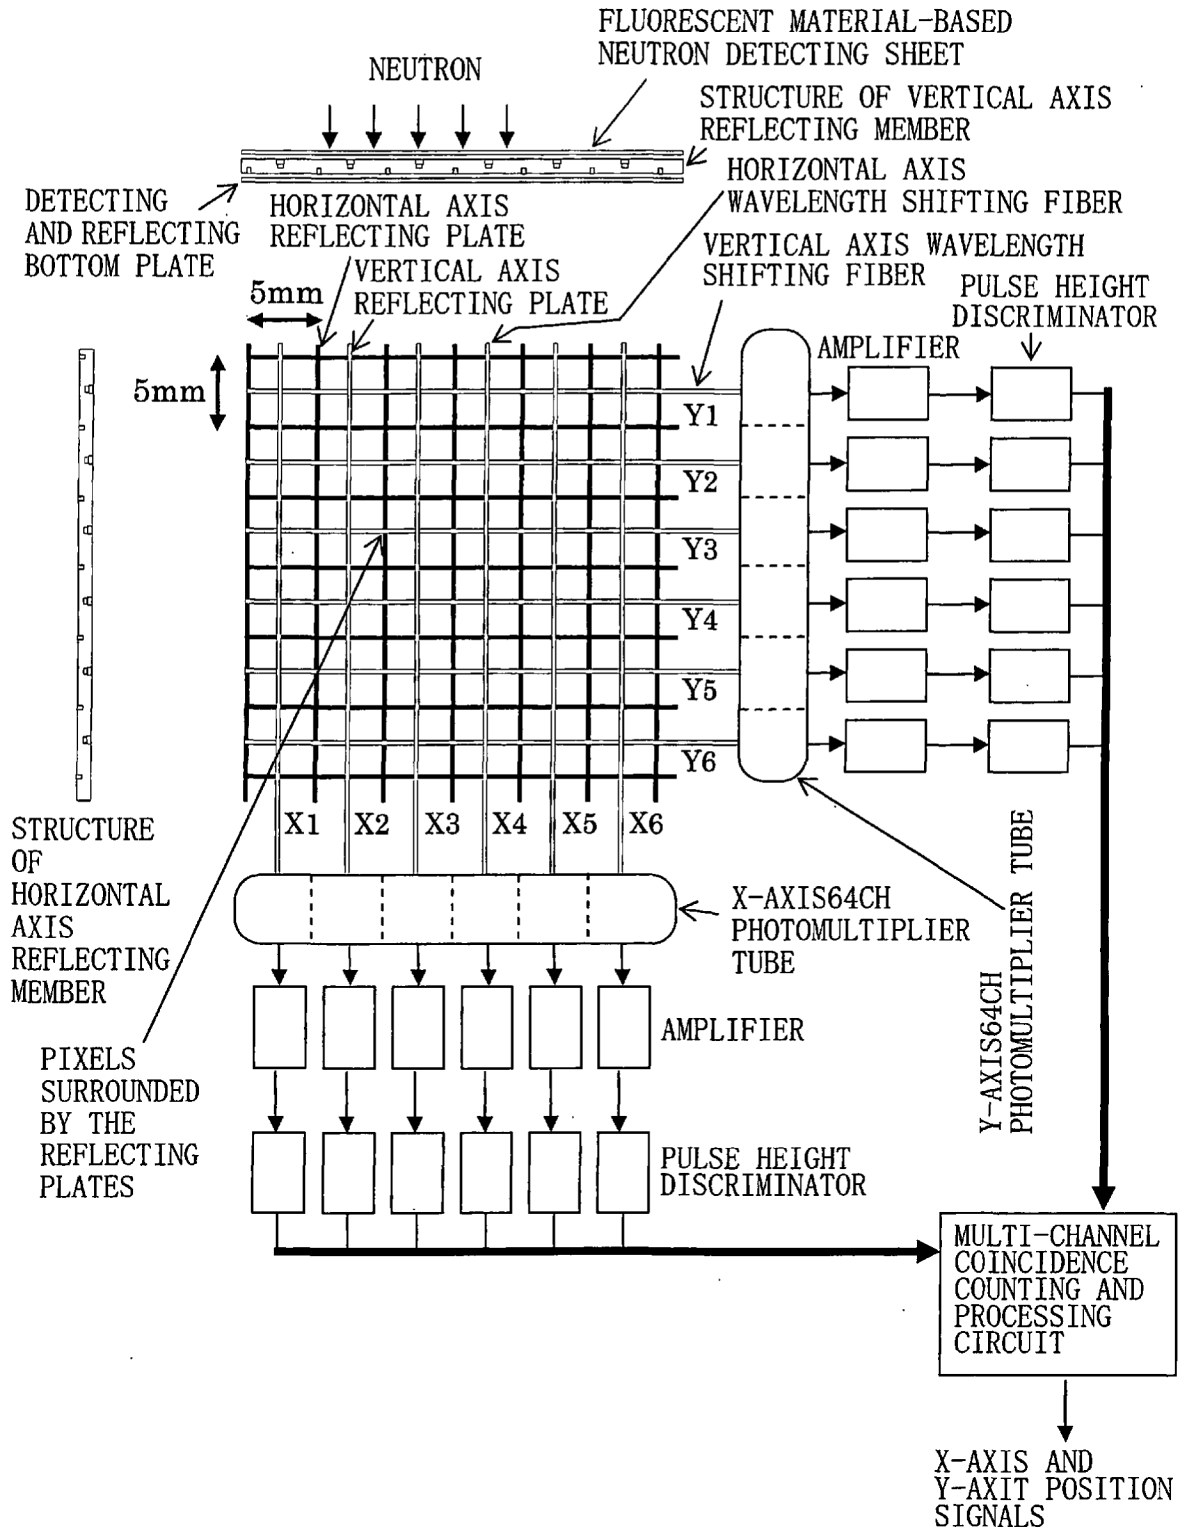 FLUORESCENT MATERIAL-BASED
NEUTRON DETECTING SHEET
NEUTRON
STRUCTURE OF VERTICAL AXIS
REFLECTING MEMBER
HORIZONTAL AXIS
WAVELENGTH SHIFTING FIBER
DETECTING
AND REFLECTING
BOTTOM PLATE
HORIZONTAL AXIS
REFLECTING PLATE
VERTICAL AXIS WAVELENGTH
SHIFTING FIBER
VERTICAL AXIS
REFLECTING PLATE
5mm
PULSE HEIGHT
DISCRIMINATOR
AMPLIFIER
5mm
Y1
Y2
Y3
Y4
Y5
Y6
X1
X2
X3
X4
X5
X6
STRUCTURE
OF
HORIZONTAL
AXIS
REFLECTING
MEMBER
X-AXIS64CH
PHOTOMULTIPLIER
TUBE
Y-AXIS64CH
PHOTOMULTIPLIER TUBE
AMPLIFIER
PIXELS
SURROUNDED
BY THE
REFLECTING
PLATES
PULSE HEIGHT
DISCRIMINATOR
MULTI-CHANNEL
COINCIDENCE
COUNTING AND
PROCESSING
CIRCUIT
X-AXIS AND
Y-AXIT POSITION
SIGNALS